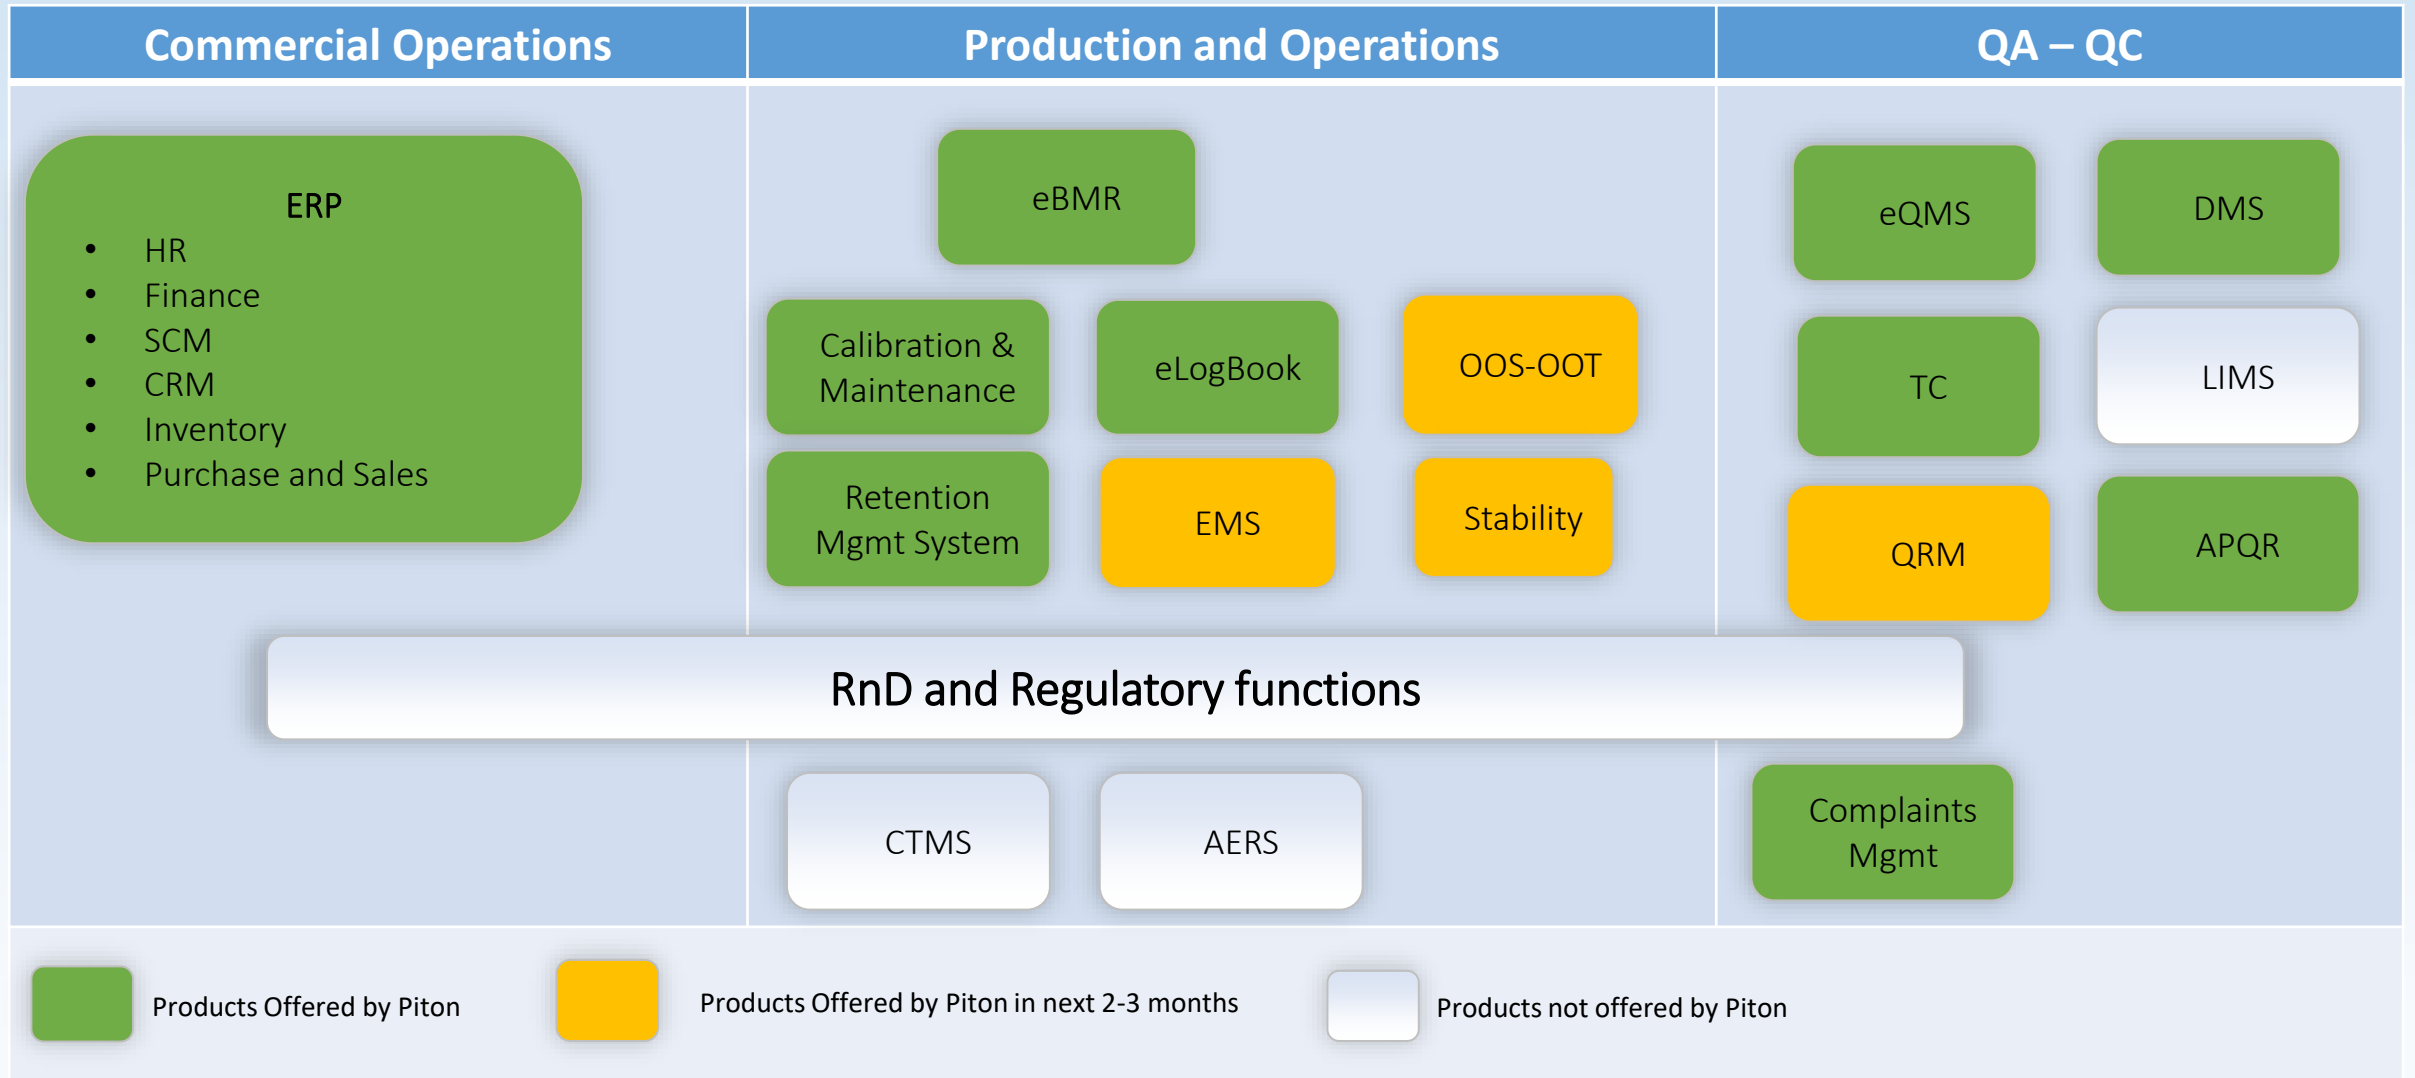 Commercial Operations
Production and Operations
QA – QC
ERP
• HR
• Finance
• SCM
• CRM
• Inventory
• Purchase and Sales
eBMR
Calibration &
Maintenance
eLogBook
OOS-OOT
Retention
Mgmt System
EMS
Stability
eQMS
DMS
TC
LIMS
QRM
APQR
RnD and Regulatory functions
CTMS
AERS
Complaints
Mgmt
Products Offered by Piton
Products Offered by Piton in next 2-3 months
Products not offered by Piton